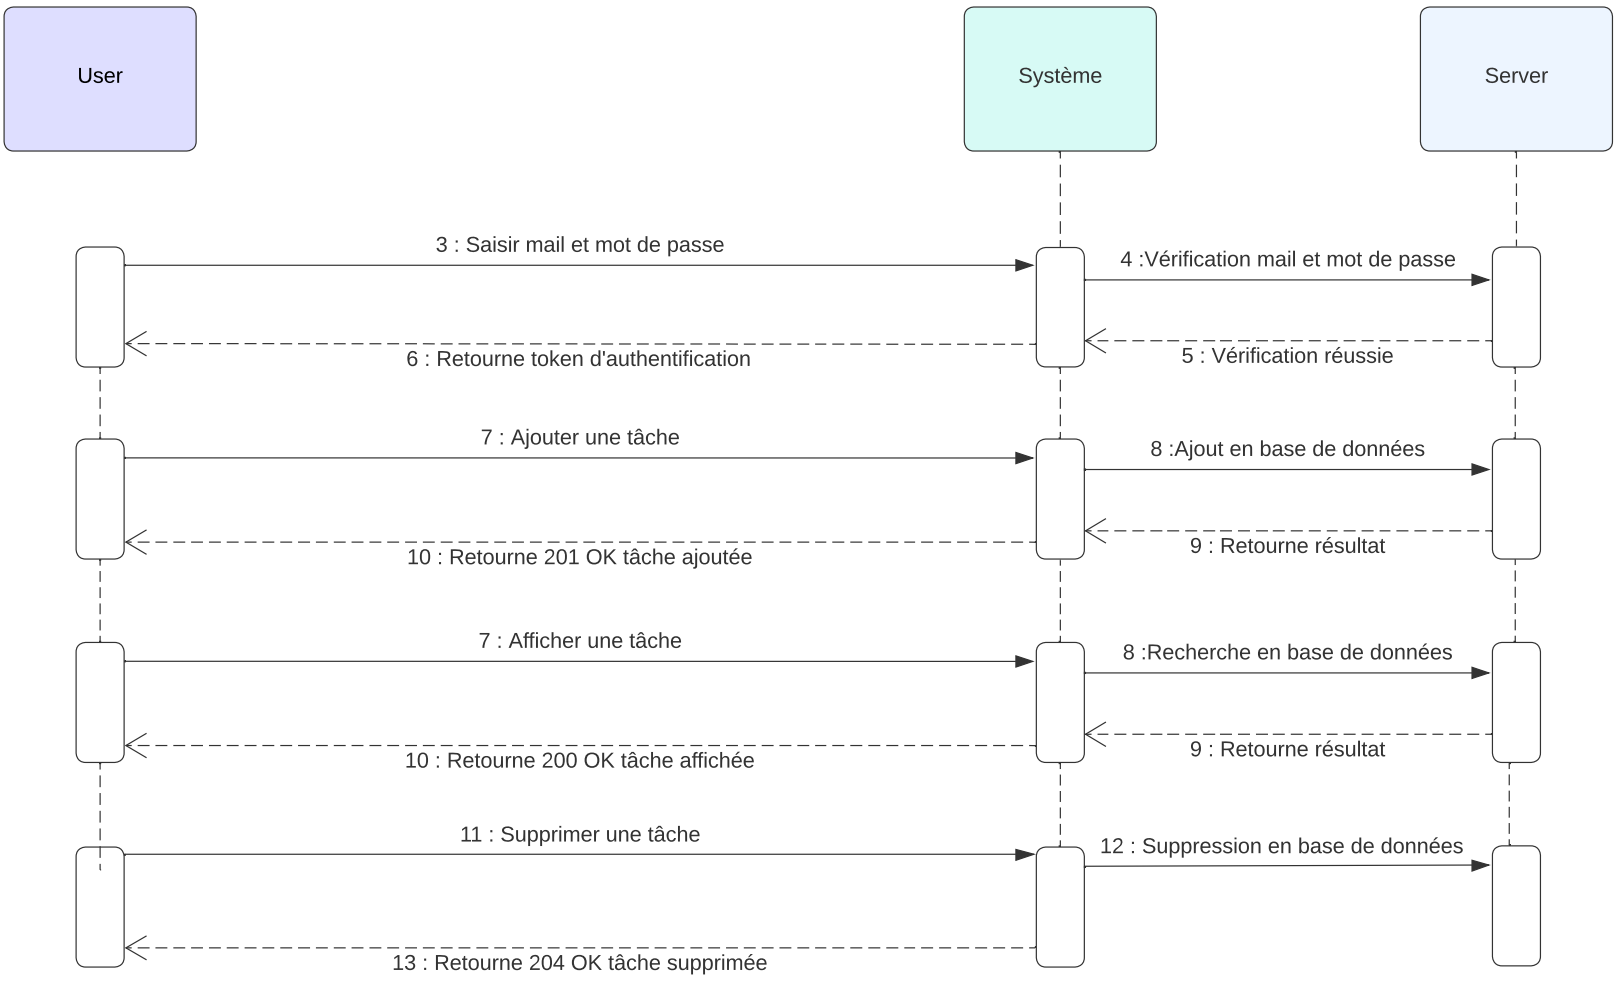 User
Système
Server
3 : Saisir mail et mot de passe
4 :Vérification mail et mot de passe
5 : Vérification réussie
6 : Retourne token d'authentification
7 : Ajouter une tâche
8 :Ajout en base de données
9 : Retourne résultat
10 : Retourne 201 OK tâche ajoutée
7 : Afficher une tâche
8 :Recherche en base de données
9 : Retourne résultat
10 : Retourne 200 OK tâche affichée
11 : Supprimer une tâche
12 : Suppression en base de données
13 : Retourne 204 OK tâche supprimée